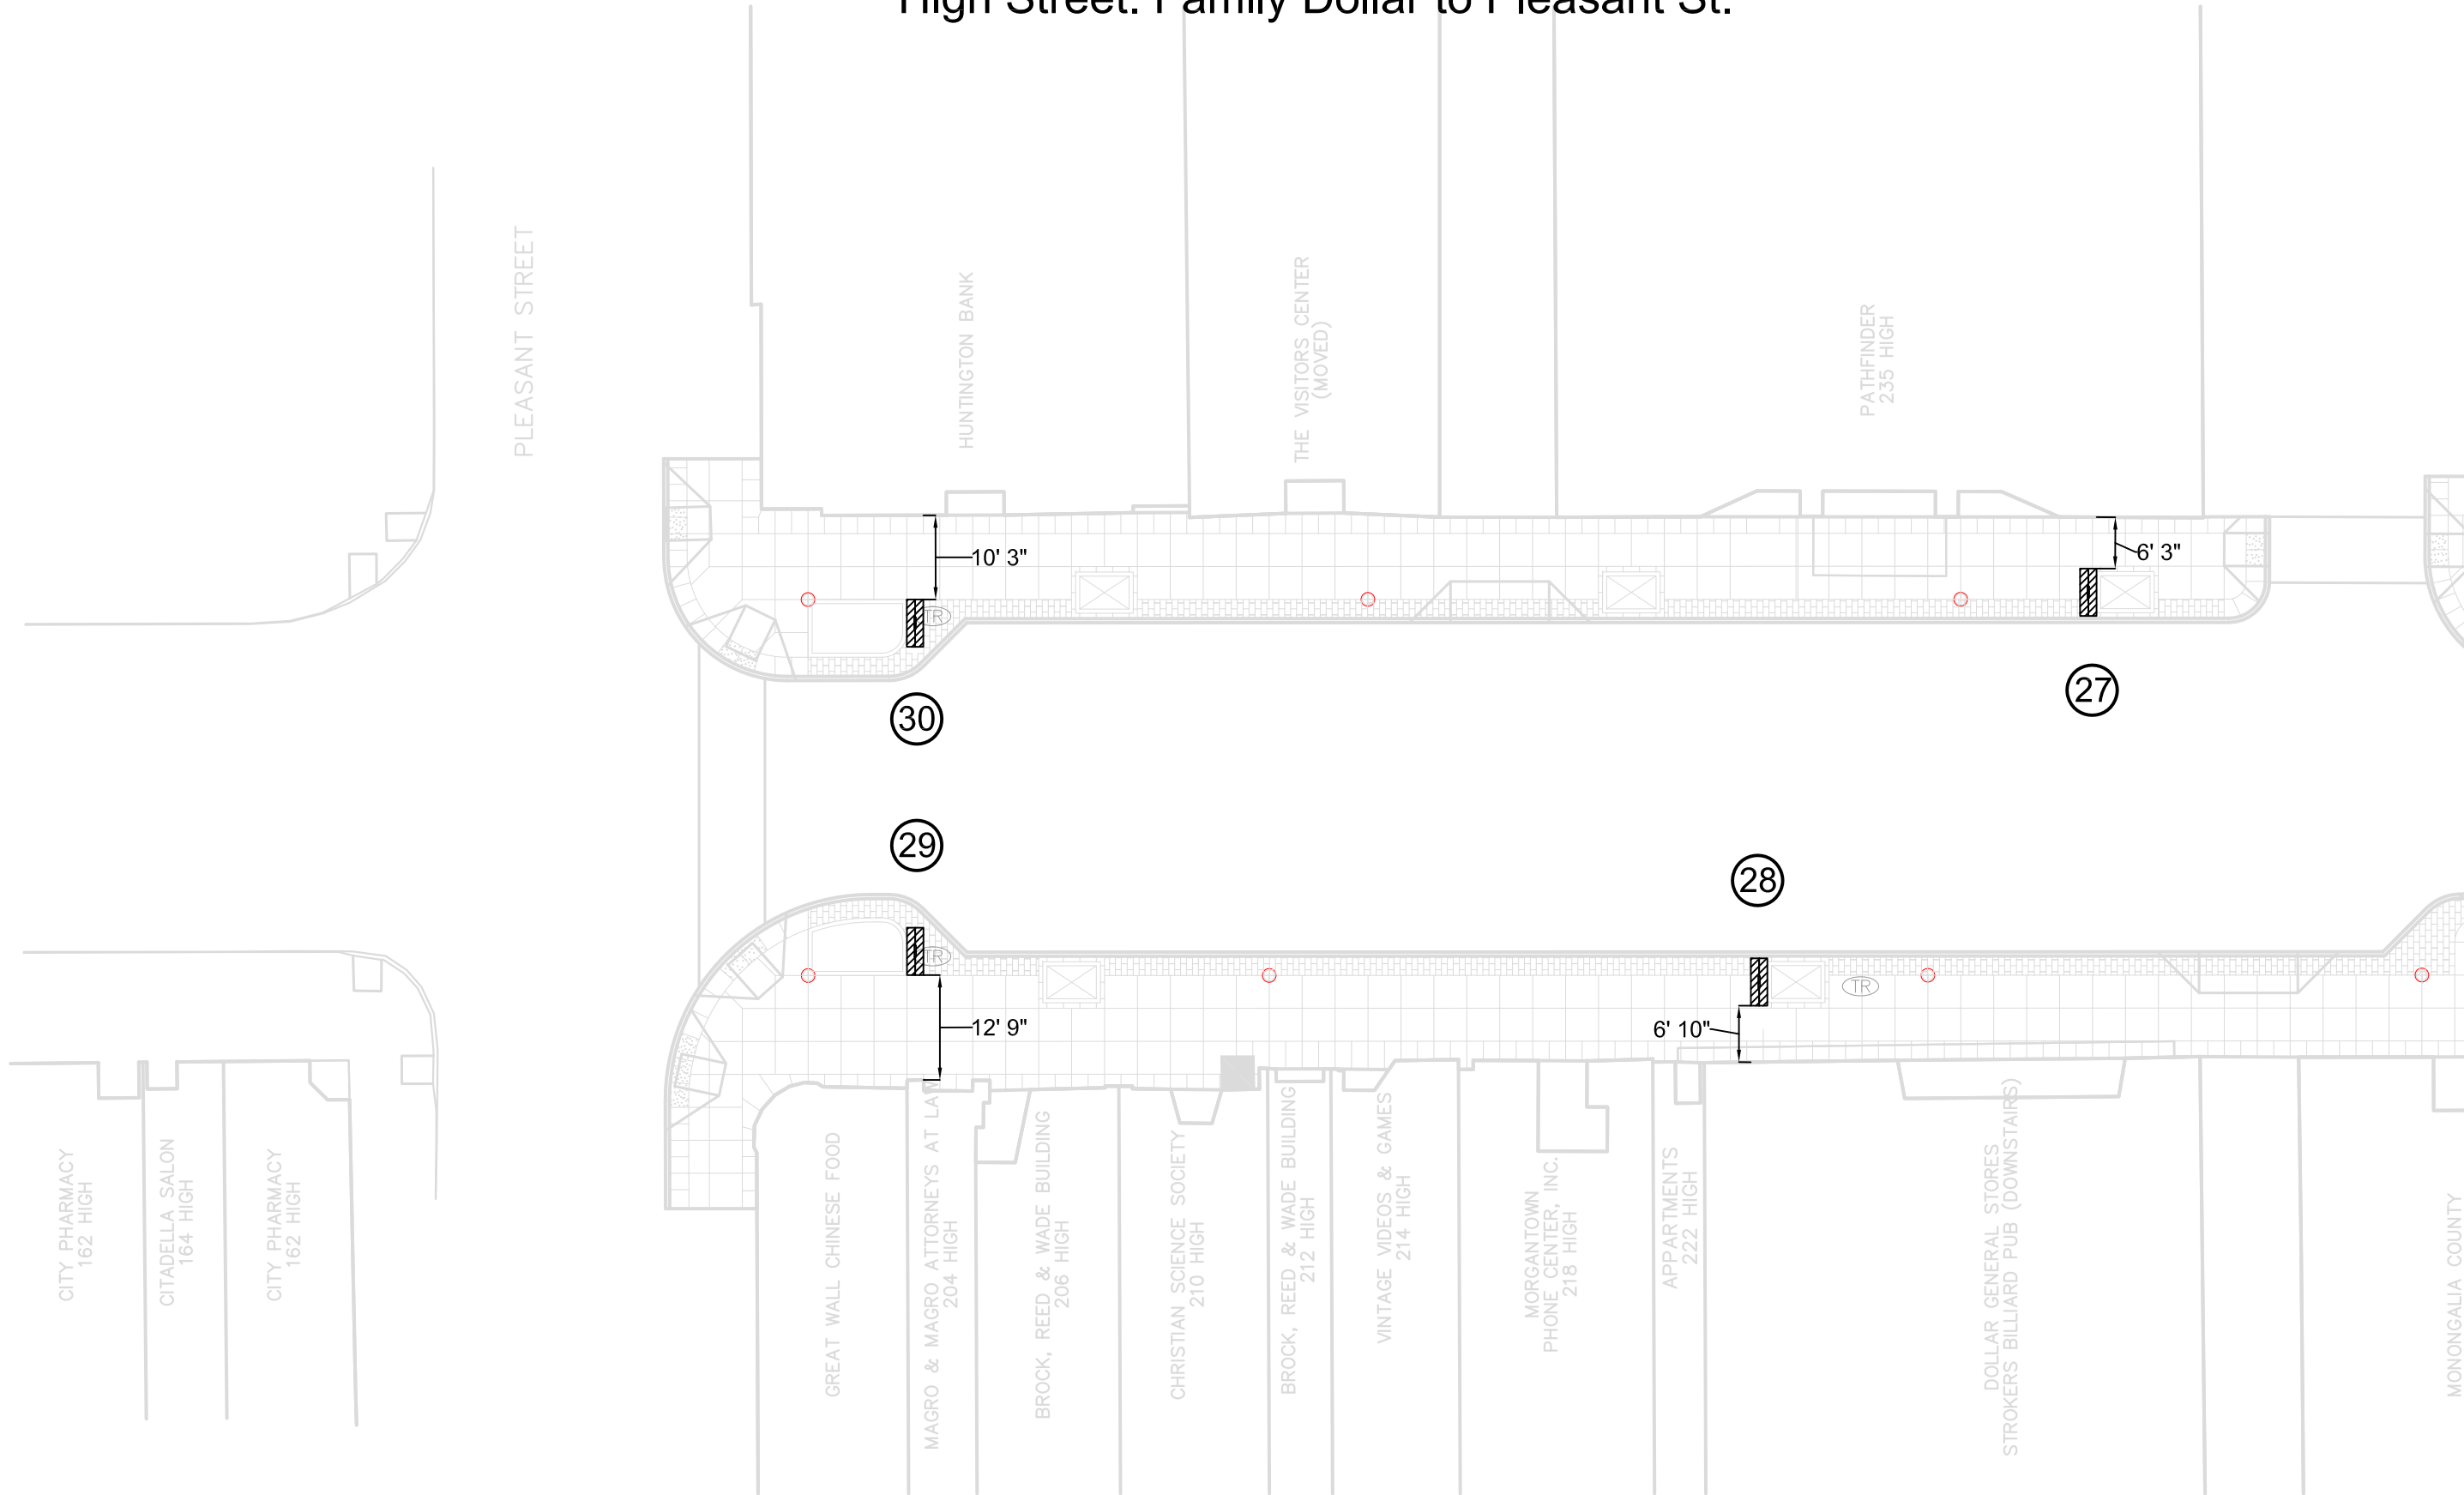 High Street: Family Dollar to Pleasant St.
PLEASANT STREET
HUNTINGTON BANK
THE VISITORS CENTER
(MOVED)
PATHFINDER
235 HIGH
10' 3"
6' 3"
TR
30
27
29
28
TR
TR
12' 9"
6' 10"
CITY PHARMACY
162 HIGH
CITADELLA SALON
164 HIGH
CITY PHARMACY
162 HIGH
GREAT WALL CHINESE FOOD
MAGRO & MAGRO ATTORNEYS AT LAW
204 HIGH
BROCK, REED & WADE BUILDING
206 HIGH
CHRISTIAN SCIENCE SOCIETY
210 HIGH
BROCK, REED & WADE BUILDING
212 HIGH
VINTAGE VIDEOS & GAMES
214 HIGH
MORGANTOWN
PHONE CENTER, INC.
218 HIGH
APPARTMENTS
222 HIGH
DOLLAR GENERAL STORES
STROKERS BILLIARD PUB (DOWNSTAIRS)
MONONGALIA COUNTY